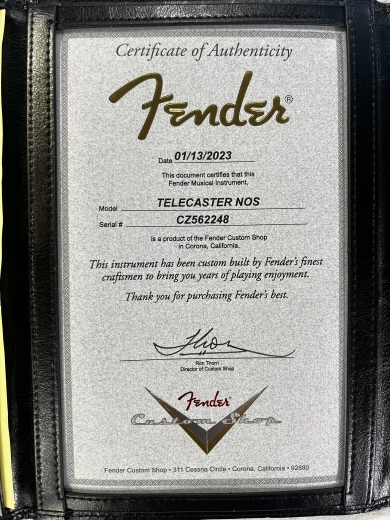 Certificate of Authenticity
Fender®
Date 01/13/2023
This document certifies that this
Fender Musical Instrument.
Model TELECASTER NOS
Serial # CZ562248
is a product of the Fender Custom Shop
in Corona, California.
This instrument has been custom built by Fender's finest
craftsmen to bring you years of playing enjoyment.
Thank you for purchasing Fender's best.
Ron Thorn
Director of Custom Shop
Fender
Custom Shop
Fender Custom Shop • 311 Cessna Circle • Corona, California • 92880